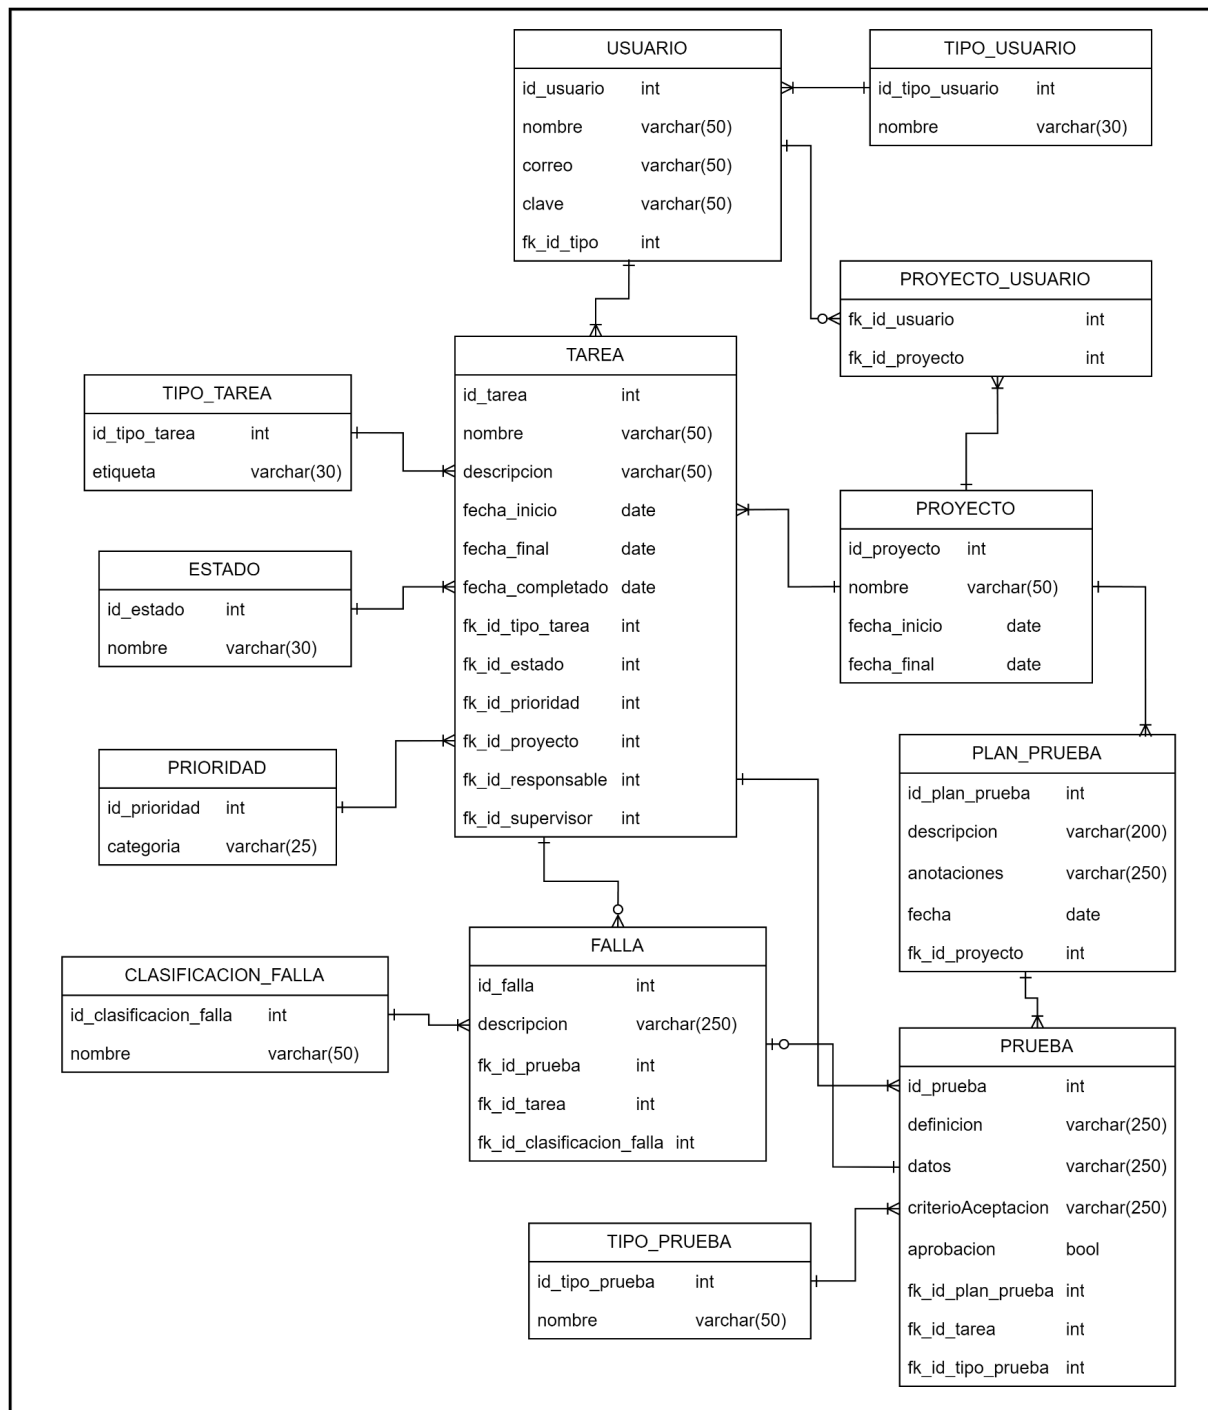 USUARIO
id_usuario int
nombre varchar(50)
correo varchar(50)
clave varchar(50)
fk_id_tipo int
TIPO_USUARIO
id_tipo_usuario int
nombre varchar(30)
PROYECTO_USUARIO
fk_id_usuario int
fk_id_proyecto int
TAREA
id_tarea int
nombre varchar(50)
descripcion varchar(50)
fecha_inicio date
fecha_final date
fecha_completado date
fk_id_tipo_tarea int
fk_id_estado int
fk_id_prioridad int
fk_id_proyecto int
fk_id_responsable int
fk_id_supervisor int
TIPO_TAREA
id_tipo_tarea int
etiqueta varchar(30)
ESTADO
id_estado int
nombre varchar(30)
PRIORIDAD
id_prioridad int
categoria varchar(25)
PROYECTO
id_proyecto int
nombre varchar(50)
fecha_inicio date
fecha_final date
PLAN_PRUEBA
id_plan_prueba int
descripcion varchar(200)
anotaciones varchar(250)
fecha date
fk_id_proyecto int
FALLA
id_falla int
descripcion varchar(250)
fk_id_prueba int
fk_id_tarea int
fk_id_clasificacion_falla int
CLASIFICACION_FALLA
id_clasificacion_falla int
nombre varchar(50)
PRUEBA
id_prueba int
definicion varchar(250)
datos varchar(250)
criterioAceptacion varchar(250)
aprobacion bool
fk_id_plan_prueba int
fk_id_tarea int
fk_id_tipo_prueba int
TIPO_PRUEBA
id_tipo_prueba int
nombre varchar(50)